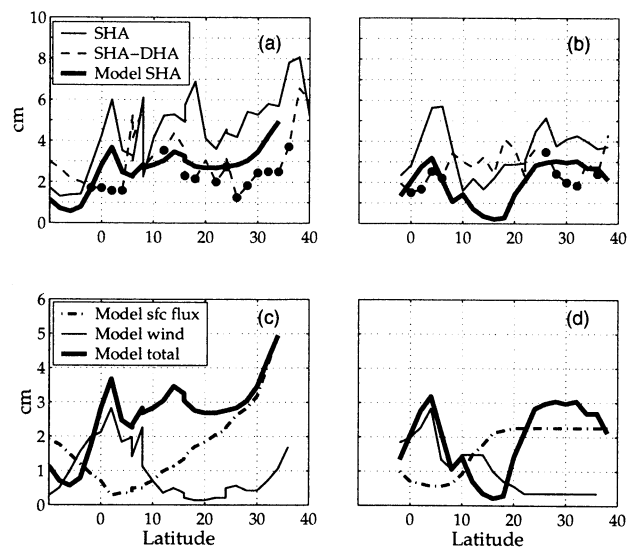 10
8
6
4
2
0
cm
SHA
SHA-DHA
Model SHA
(a)
(b)
0 10 20 30 40
0 10 20 30 40
6
5
4
3
2
1
0
cm
Model sfc flux
Model wind
Model total
(c)
(d)
0 10 20 30 40
Latitude
0 10 20 30 40
Latitude